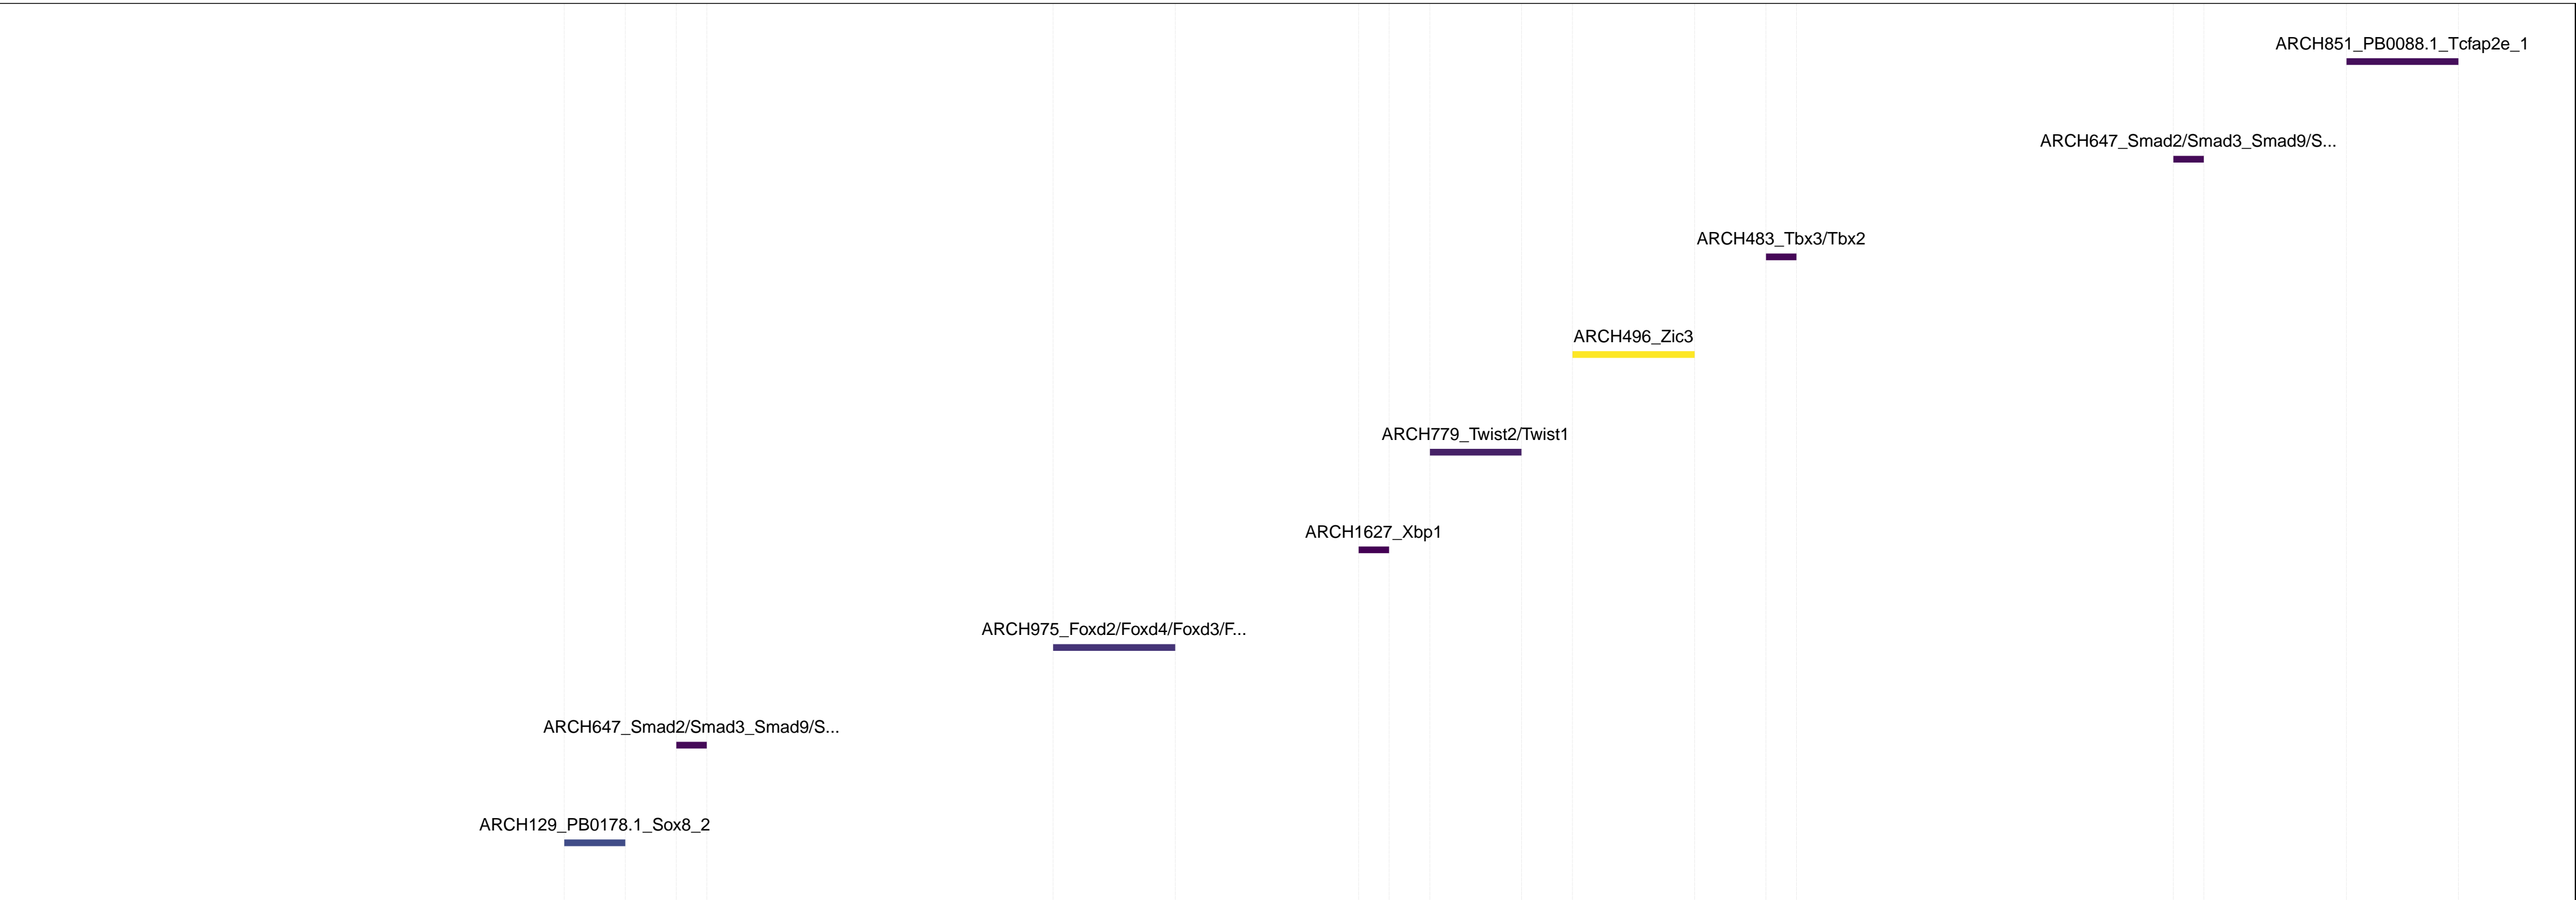 ARCH851_PB0088.1_Tcfap2e_1
ARCH647_Smad2/Smad3_Smad9/S...
ARCH483_Tbx3/Tbx2
ARCH496_Zic3
ARCH779_Twist2/Twist1
ARCH1627_Xbp1
ARCH975_Foxd2/Foxd4/Foxd3/F...
ARCH647_Smad2/Smad3_Smad9/S...
ARCH129_PB0178.1_Sox8_2